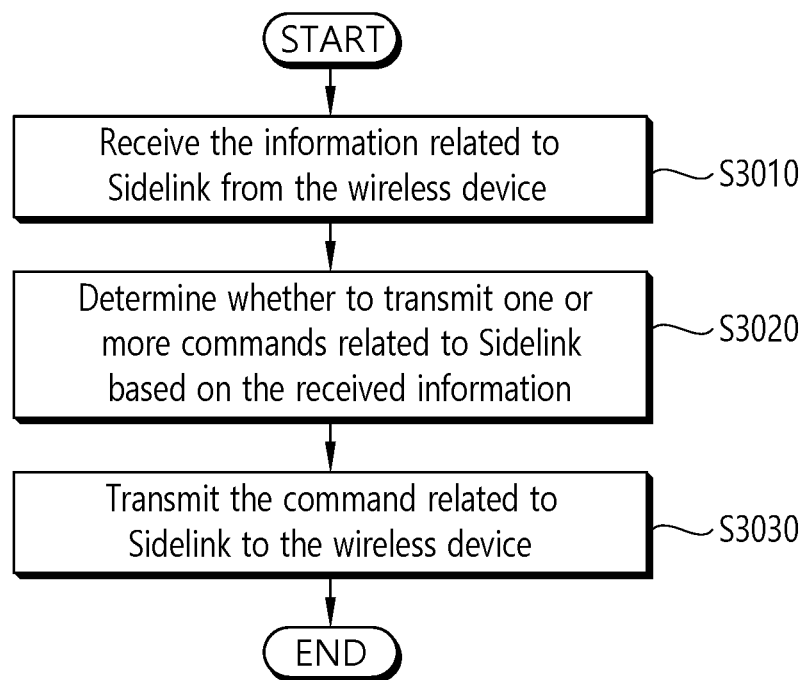 START
Receive the information related to
Sidelink from the wireless device
S3010
Determine whether to transmit one or
more commands related to Sidelink
based on the received information
S3020
Transmit the command related to
Sidelink to the wireless device
S3030
END